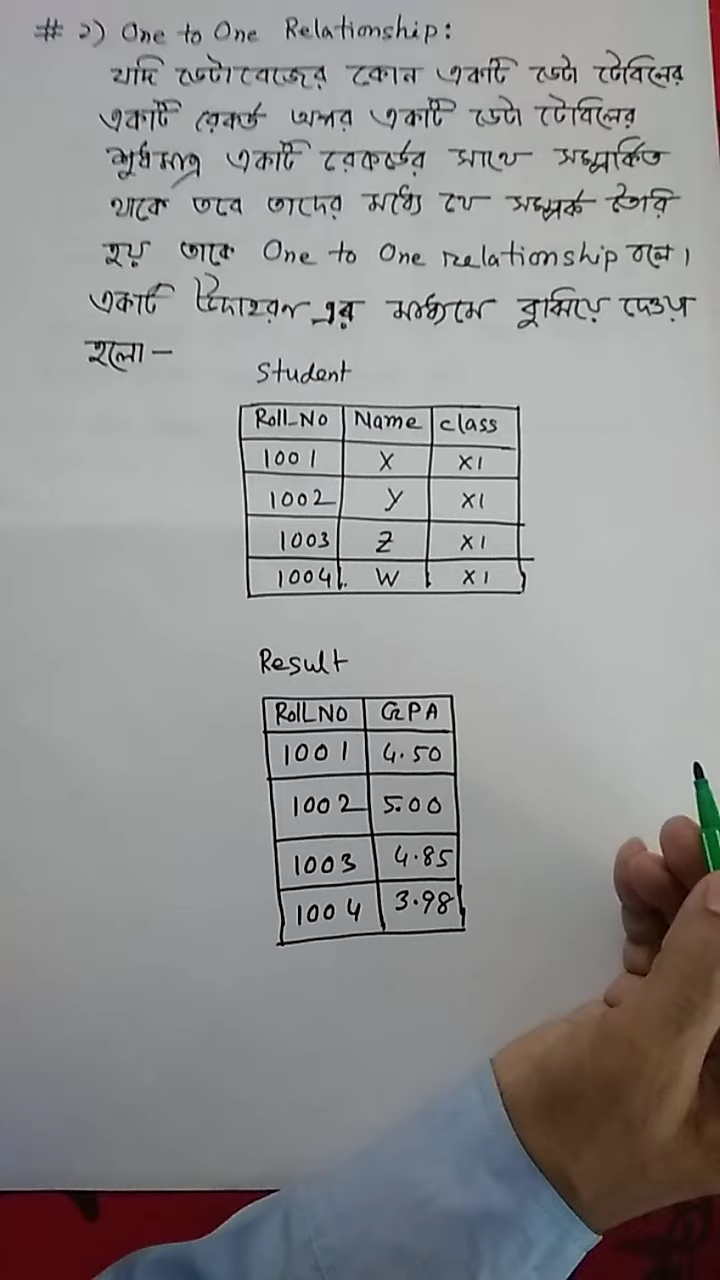 # ১) One to One Relationship:
যদি ডেটাবেজের কোন একটি ডেটা টেবিলের
একটি রেকর্ড অপর একটি ডেটা টেবিলের
শুধুমাত্র একটি রেকর্ডের সাথে সম্পর্কিত
থাকে তবে তাদের মধ্যে যে সম্পর্ক তৈরি
হয় তাকে One to One Relationship বলে।
একটি উদাহরন এর মাধ্যমে বুঝিয়ে দেওয়া
হলো—
Student
Roll_No Name class
1001 X XI
1002 Y XI
1003 Z XI
1004 W XI
Result
Roll_No GPA
1001 4.50
1002 5.00
1003 4.85
1004 3.98